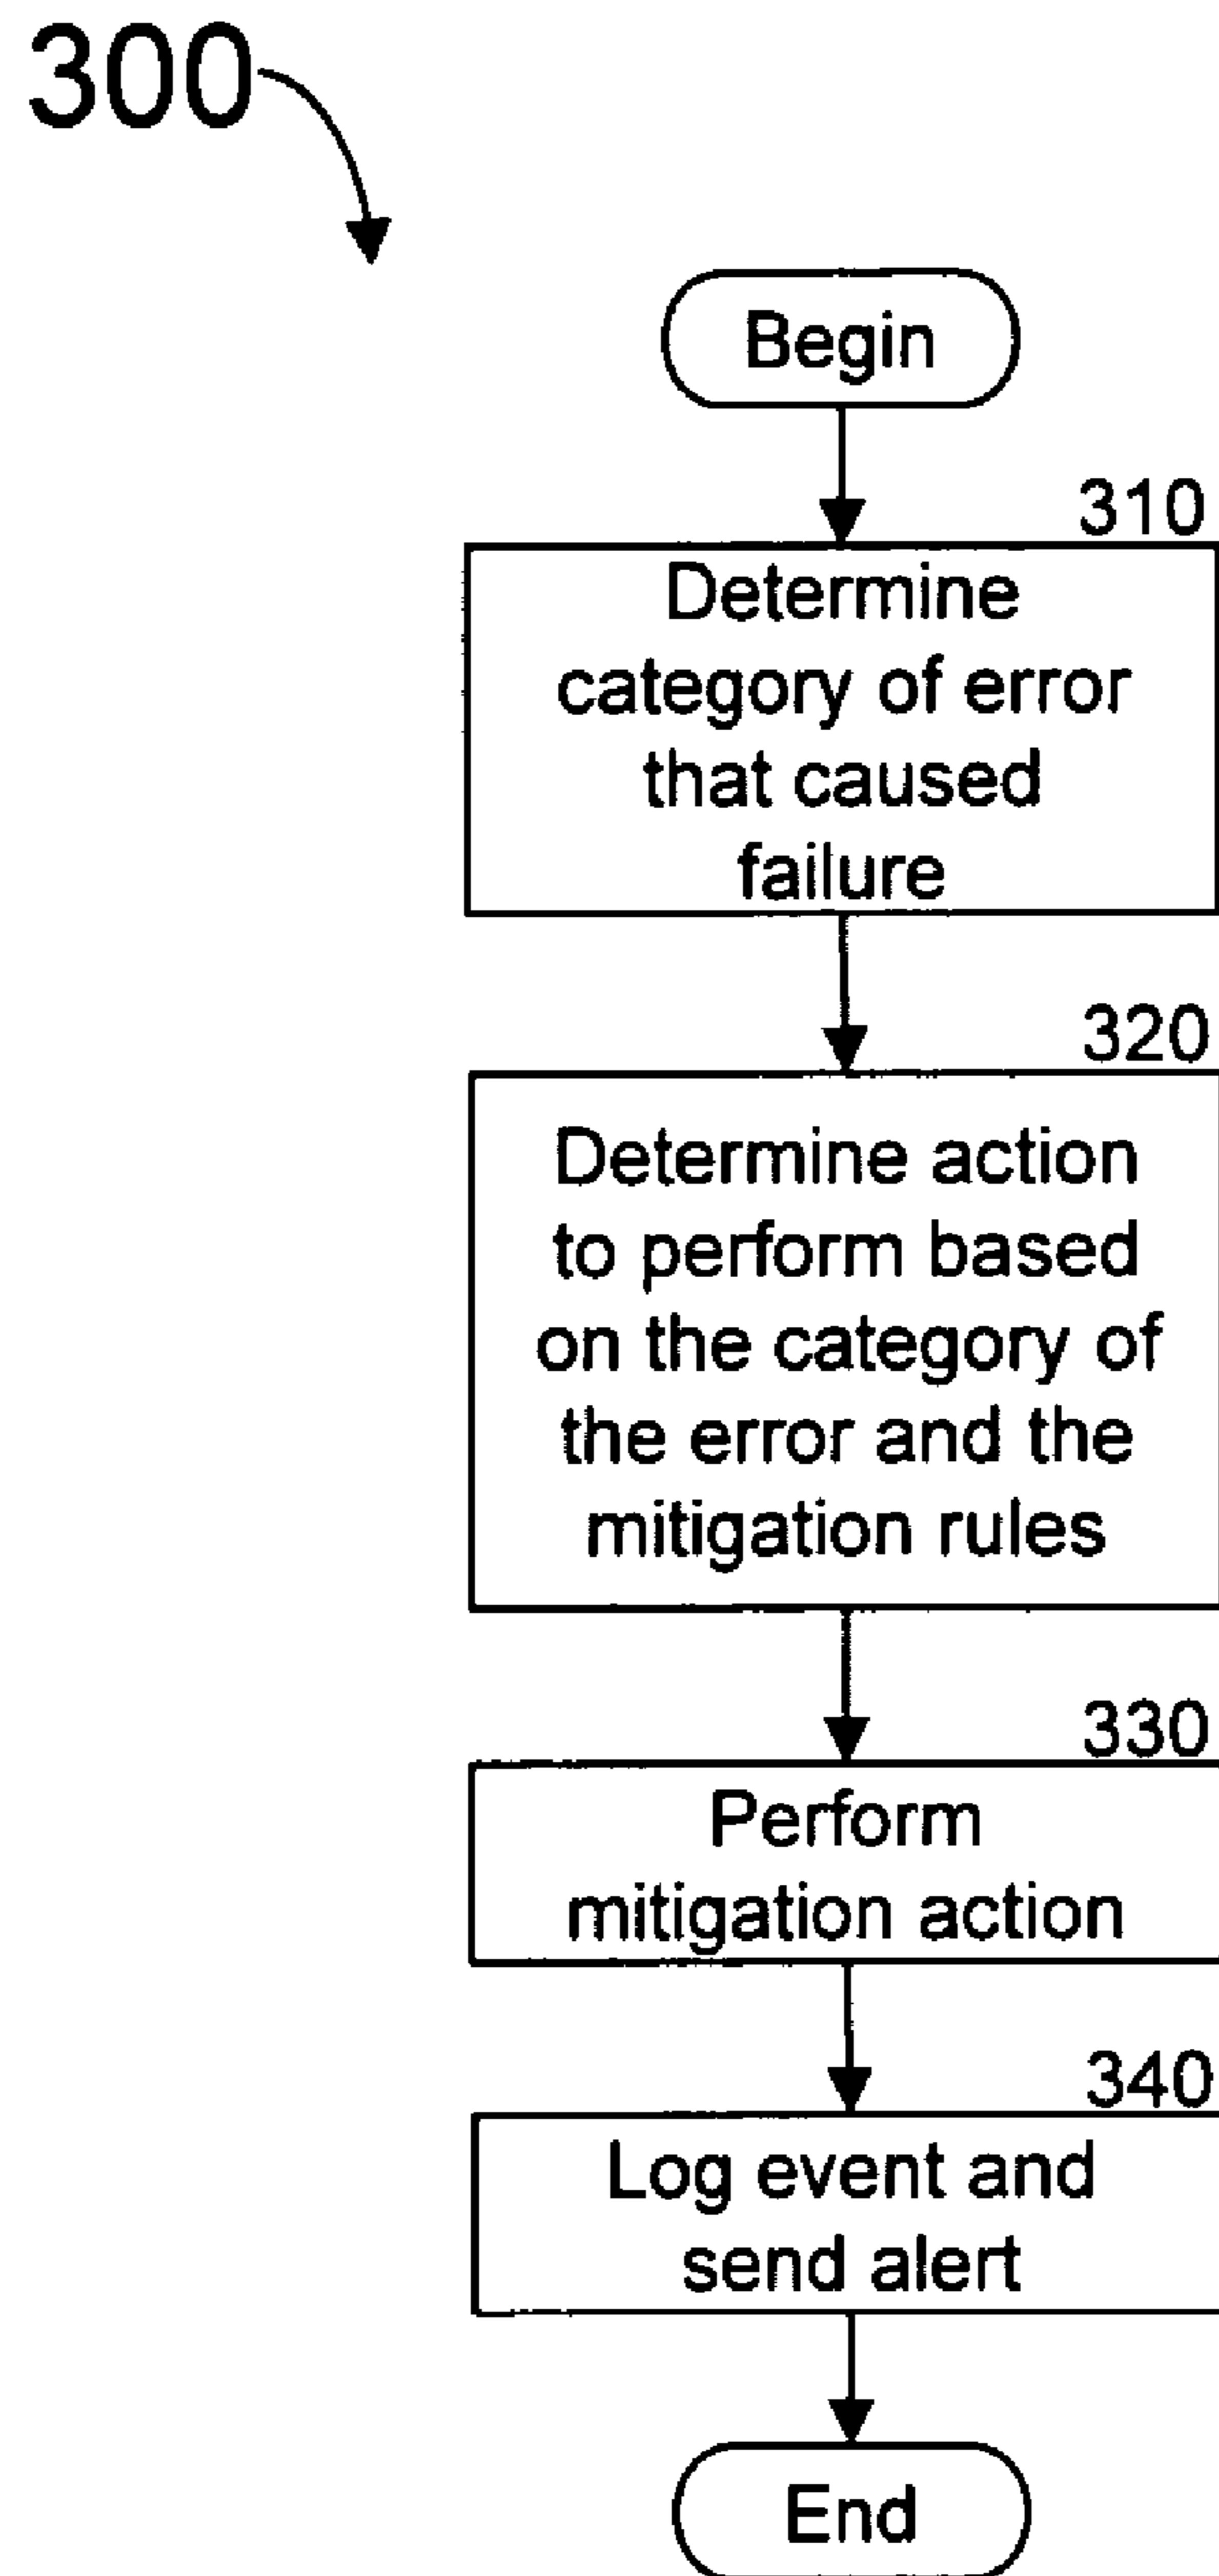 300
Begin
310
Determine
category of error
that caused
failure
320
Determine action
to perform based
on the category of
the error and the
mitigation rules
330
Perform
mitigation action
340
Log event and
send alert
End